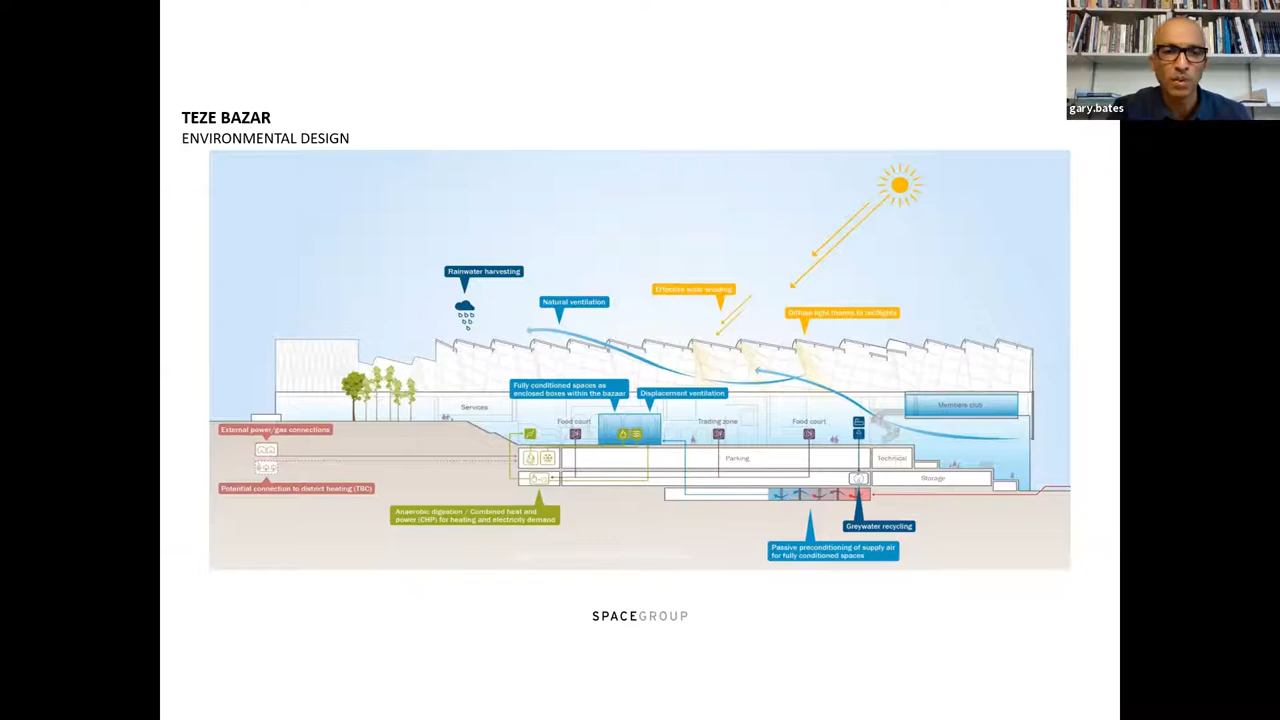 gary.bates
TEZE BAZAR
ENVIRONMENTAL DESIGN
Rainwater harvesting
Natural ventilation
Effective solar shading
Diffuse light thanks to rooflights
Fully conditioned spaces as
enclosed boxes within the bazaar
Displacement ventilation
Members club
Services
Food court
Trading zone
Food court
External power/gas connections
Parking
Technical
Storage
Potential connection to district heating (TBC)
Anaerobic digestion / Combined heat and
power (CHP) for heating and electricity demand
Greywater recycling
Passive preconditioning of supply air
for fully conditioned spaces
SPACEGROUP